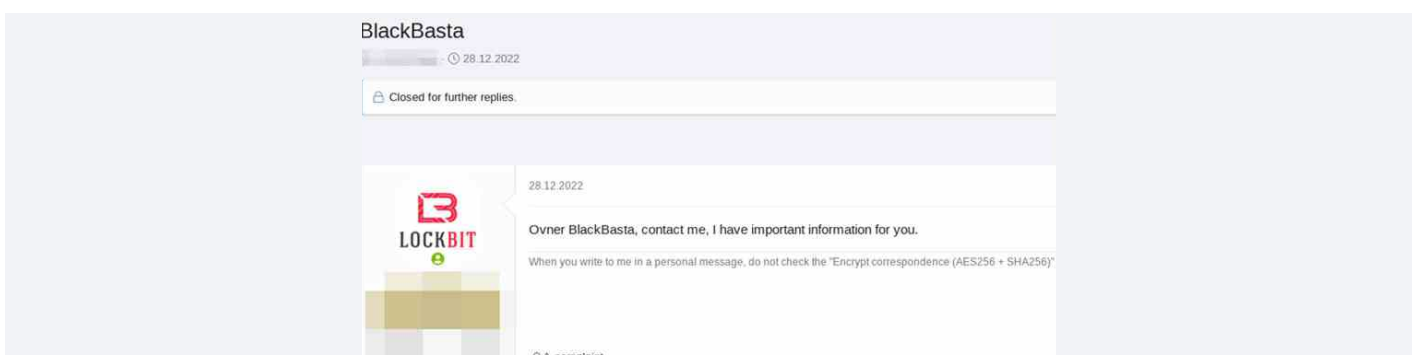 BlackBasta
28.12.2022
Closed for further replies.
28.12.2022
Ovner BlackBasta, contact me, I have important information for you.
LOCKBIT
When you write to me in a personal message, do not check the "Encrypt correspondence (AES256 + SHA256)"